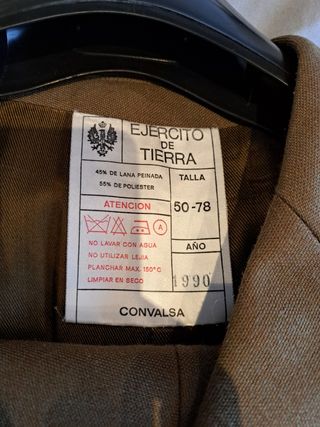 EJERCITO
DE
TIERRA
45% DE LANA PEINADA
55% DE POLIESTER
TALLA
ATENCION
50-78
A
NO LAVAR CON AGUA
NO UTILIZAR LEJIA
PLANCHAR MAX. 150°C
LIMPIAR EN SECO
AÑO
1990
CONVALSA